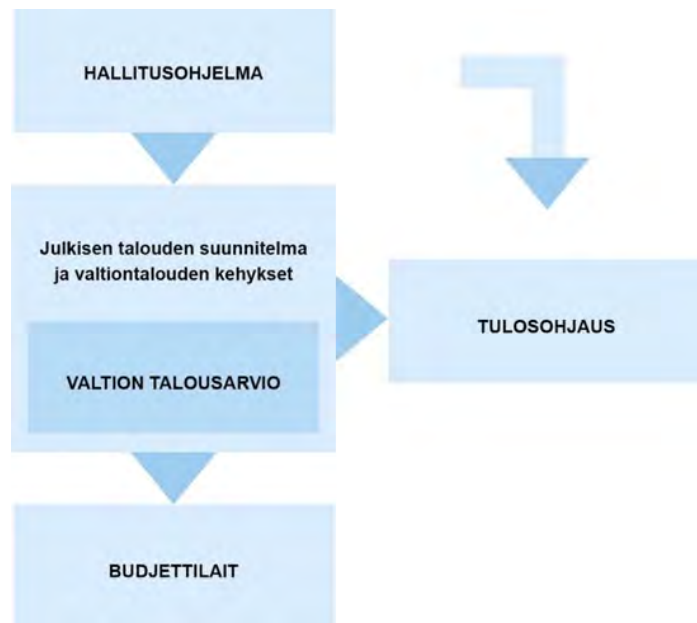 HALLITUSOHJELMA
Julkisen talouden suunnitelma
ja valtiontalouden kehykset
VALTION TALOUSARVIO
TULOSOHJAUS
BUDJETTILAIT